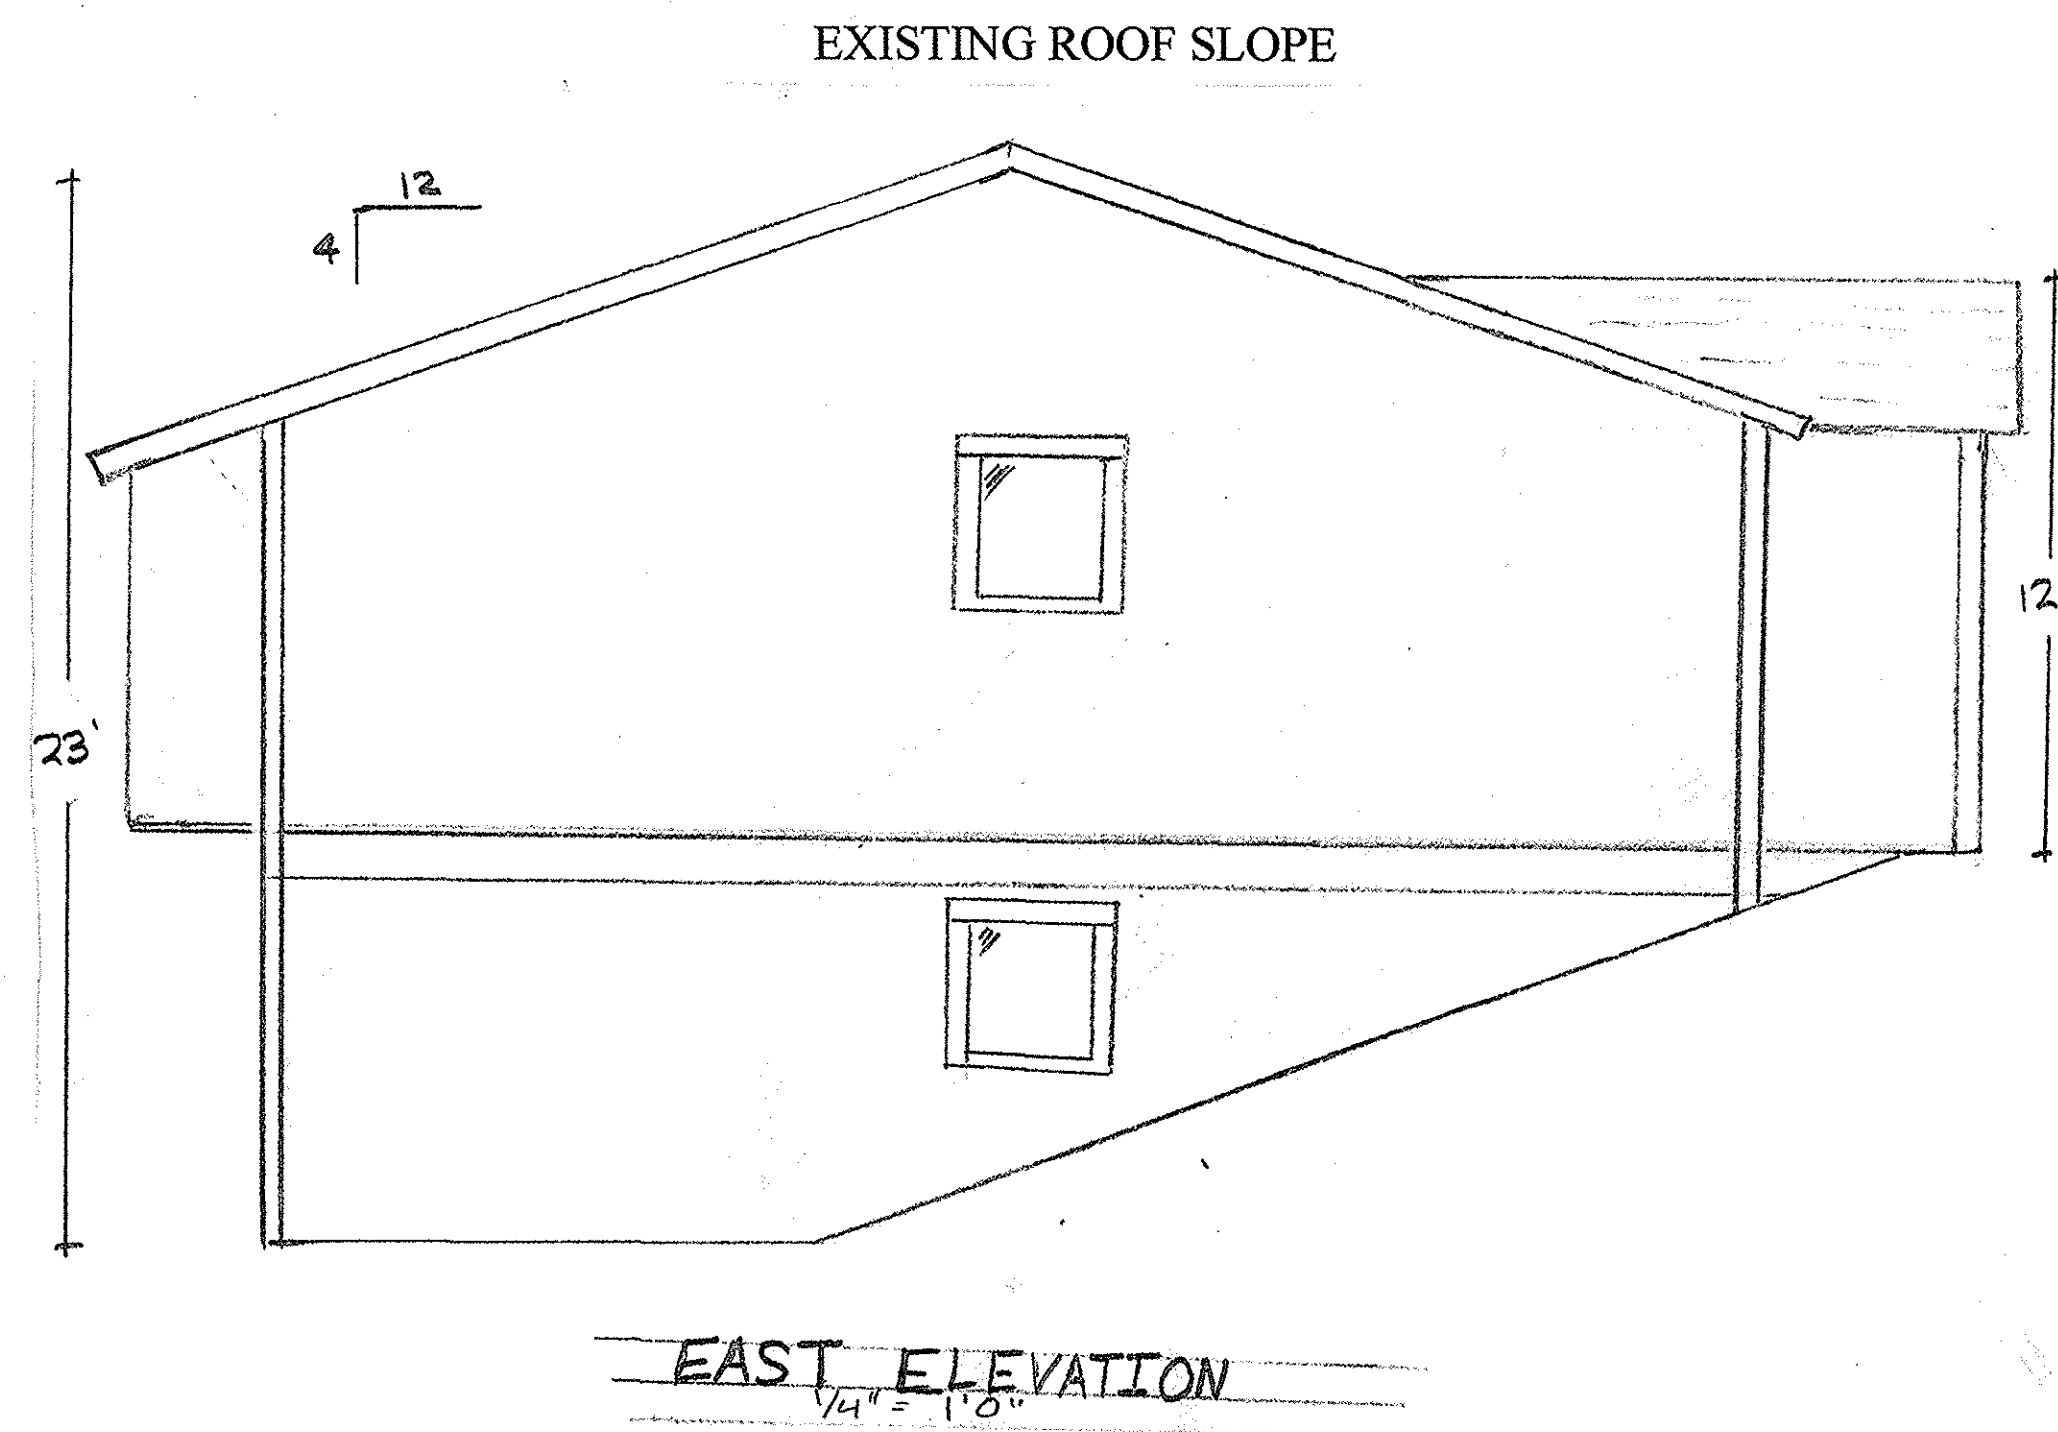 EXISTING ROOF SLOPE
12
4
23'
12
EAST ELEVATION
1/4" = 1'0"